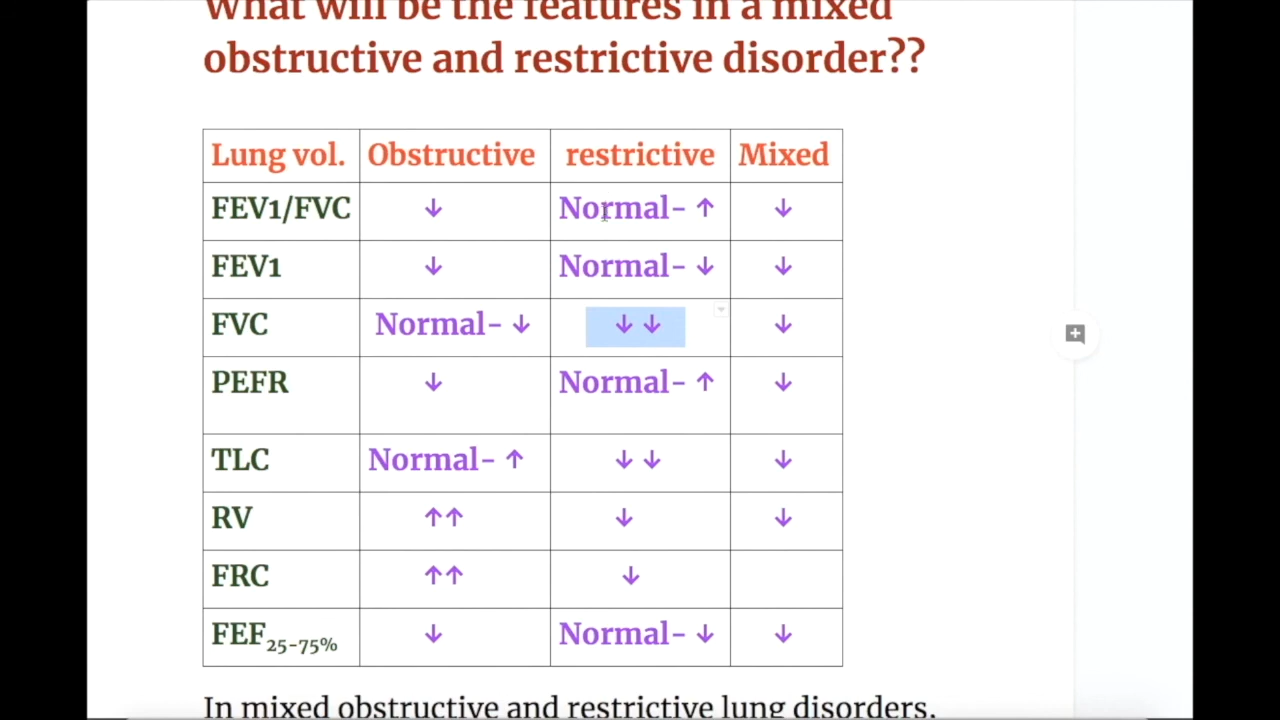 What will be the features in a mixed
obstructive and restrictive disorder??
Lung vol. Obstructive restrictive Mixed
FEV1/FVC ↓ Normal- ↑ ↓
FEV1 ↓ Normal- ↓ ↓
FVC Normal- ↓ ↓ ↓ ↓
PEFR ↓ Normal- ↑ ↓
TLC Normal- ↑ ↓ ↓ ↓
RV ↑↑ ↓ ↓
FRC ↑↑ ↓
FEF25-75% ↓ Normal- ↓ ↓
In mixed obstructive and restrictive lung disorders,